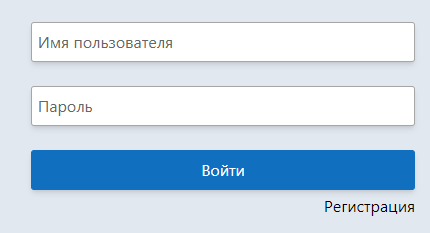 Имя пользователя
Пароль
Войти
Регистрация